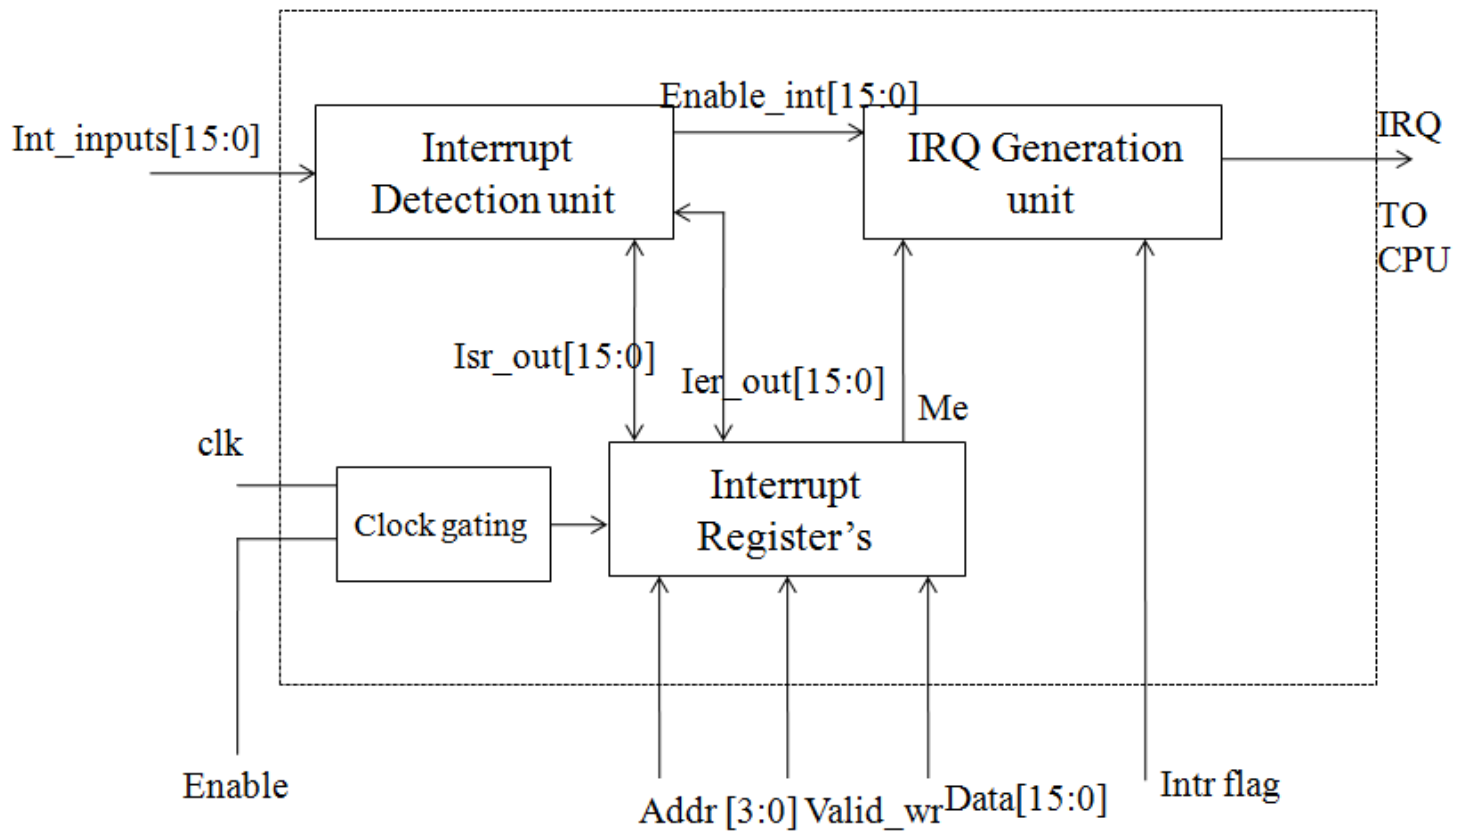 Enable_int[15:0]
Int_inputs[15:0]
Interrupt
Detection unit
IRQ Generation
unit
IRQ
TO
CPU
Isr_out[15:0]
Ier_out[15:0]
Me
clk
Clock gating
Interrupt
Register’s
Enable
Addr [3:0]
Valid_wr
Data[15:0]
Intr flag